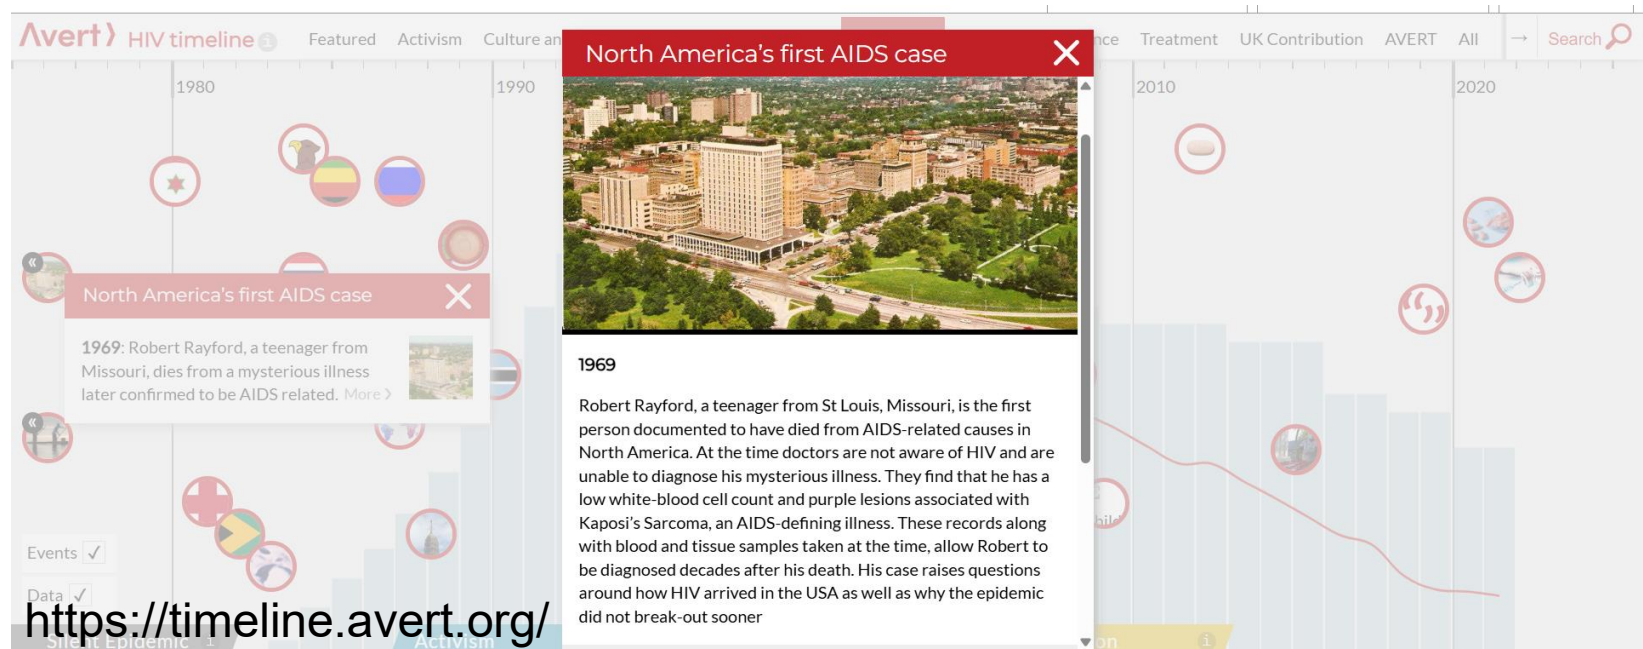 Avert⟩ HIV timeline i Featured Activism Culture an nce Treatment UK Contribution AVERT All → Search
1980 1990 2010 2020
North America's first AIDS case
1969: Robert Rayford, a teenager from
Missouri, dies from a mysterious illness
later confirmed to be AIDS related. More ›
North America's first AIDS case
1969
Robert Rayford, a teenager from St Louis, Missouri, is the first
person documented to have died from AIDS-related causes in
North America. At the time doctors are not aware of HIV and are
unable to diagnose his mysterious illness. They find that he has a
low white-blood cell count and purple lesions associated with
Kaposi's Sarcoma, an AIDS-defining illness. These records along
with blood and tissue samples taken at the time, allow Robert to
be diagnosed decades after his death. His case raises questions
around how HIV arrived in the USA as well as why the epidemic
did not break-out sooner
Events ✓
Data ✓
https://timeline.avert.org/
Silent Epidemic i Activism on i